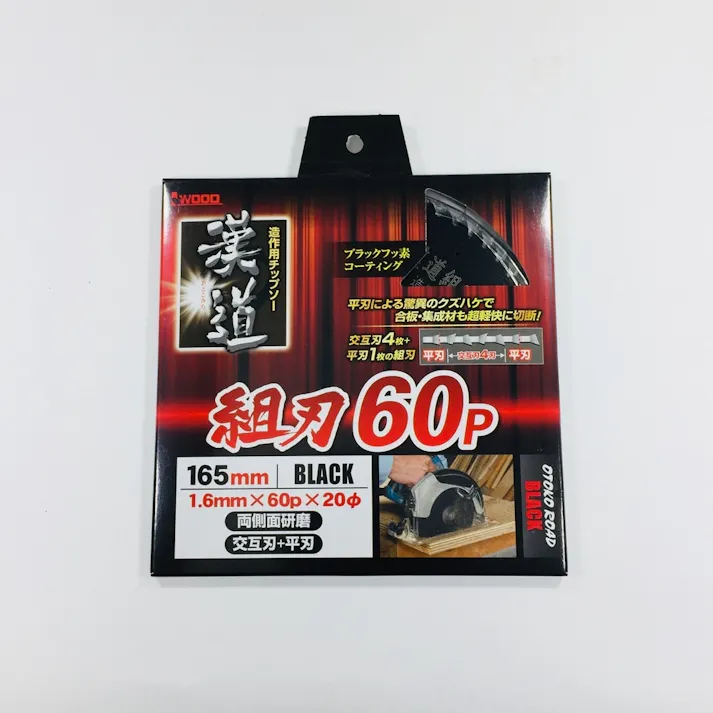 WOOD
造作用チップソー
漢道
ブラックフッ素
コーティング
平刃による驚異のクズハケで
合板・集成材も超軽快に切断!
交互刃4枚+
平刃1枚の組刃
平刃 交互刃4刃 平刃
組刃60P
165mm BLACK
1.6mm×60p×20φ
両側面研磨
交互刃+平刃
OTOKO ROAD
BLACK